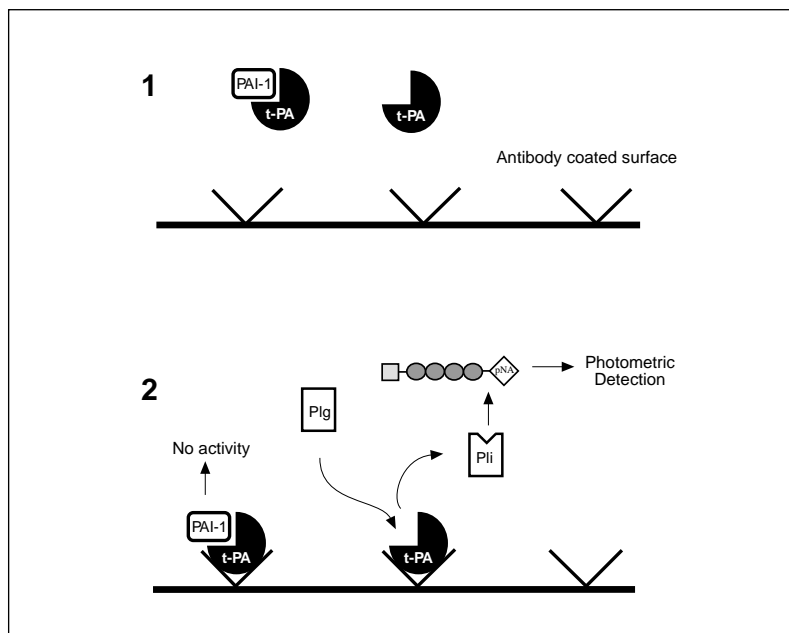 1
PAI-1
t-PA
t-PA
Antibody coated surface
2
pNA
Photometric
Detection
Plg
Pli
No activity
PAI-1
t-PA
t-PA